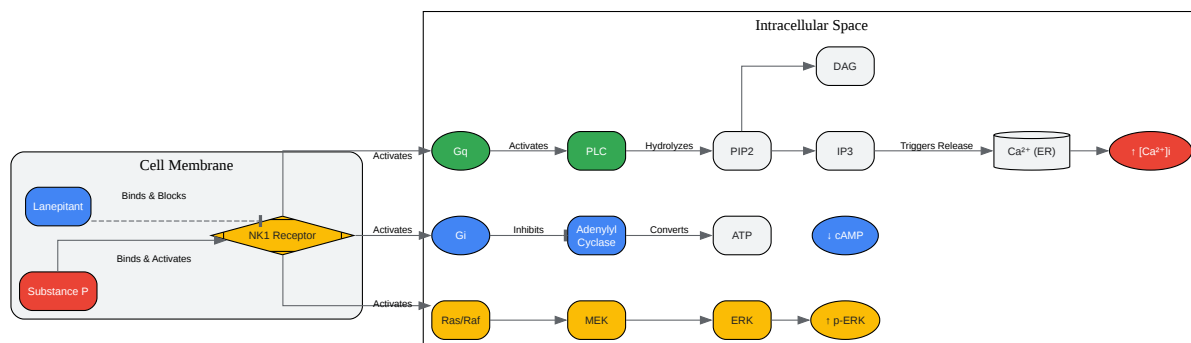 Intracellular Space
DAG
Cell Membrane
Activates
Gq
Activates
PLC
Hydrolyzes
PIP2
IP3
Triggers Release
Ca²⁺ (ER)
↑ [Ca²⁺]i
Lanepitant
Binds & Blocks
NK1 Receptor
Activates
Gi
Inhibits
Adenylyl
Cyclase
Converts
ATP
↓ cAMP
Binds & Activates
Substance P
Activates
Ras/Raf
MEK
ERK
↑ p-ERK